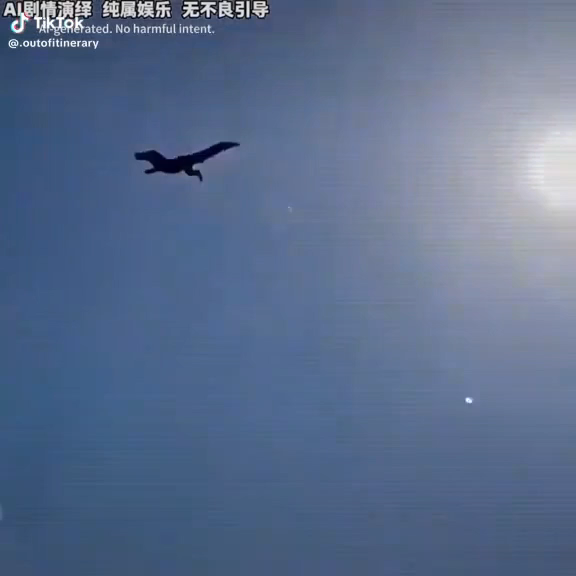 AI剧情演绎 纯属娱乐 无不良引导
TikTok
AI-generated. No harmful intent.
@.outofitinerary